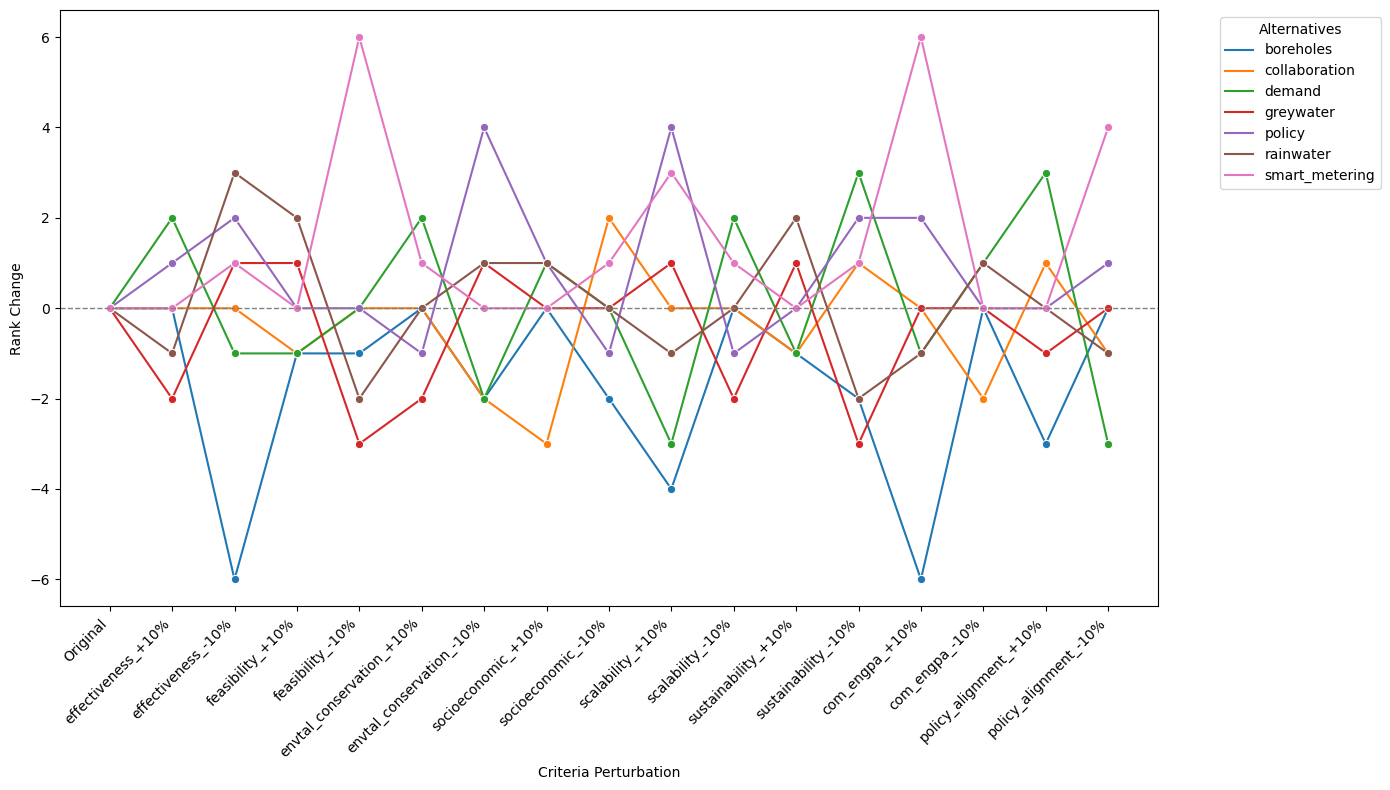 Alternatives
boreholes
collaboration
demand
greywater
policy
rainwater
smart_metering
Rank Change
6
4
2
0
−2
−4
−6
Original
effectiveness_+10%
effectiveness_-10%
feasibility_+10%
feasibility_-10%
envtal_conservation_+10%
envtal_conservation_-10%
socioeconomic_+10%
socioeconomic_-10%
scalability_+10%
scalability_-10%
sustainability_+10%
sustainability_-10%
com_engpa_+10%
com_engpa_-10%
policy_alignment_+10%
policy_alignment_-10%
Criteria Perturbation